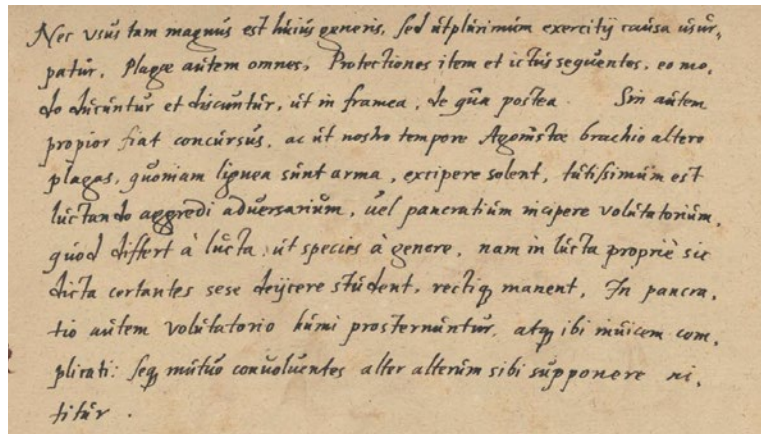 Nec vsus tam magnus est huius generis, sed utplurimum exercitij causa usur,
patur, Plagæ autem omnes, Protectiones item et ictus sequentes, eo mo,
do ducuntur et discuntur, ut in framea, de qua postea. Sin autem
propior fiat concursus, ac ut nostro tempore Agonistæ brachio altero
plagas, quoniam lignea sunt arma, excipere solent, tutissimum est
luctando aggredi aduersarium, uel pancratium incipere volutatorium,
quod differt à lucta, ut species à genere, nam in lucta propriè sic
dicta certantes sese deijcere student, rectiq, manent, In pancra,
tio autem volutatorio humi prosternuntur, atq, ibi inuicem com,
plicati: seq, mutuo conuoluentes alter alterum sibi supponere ni,
titur.